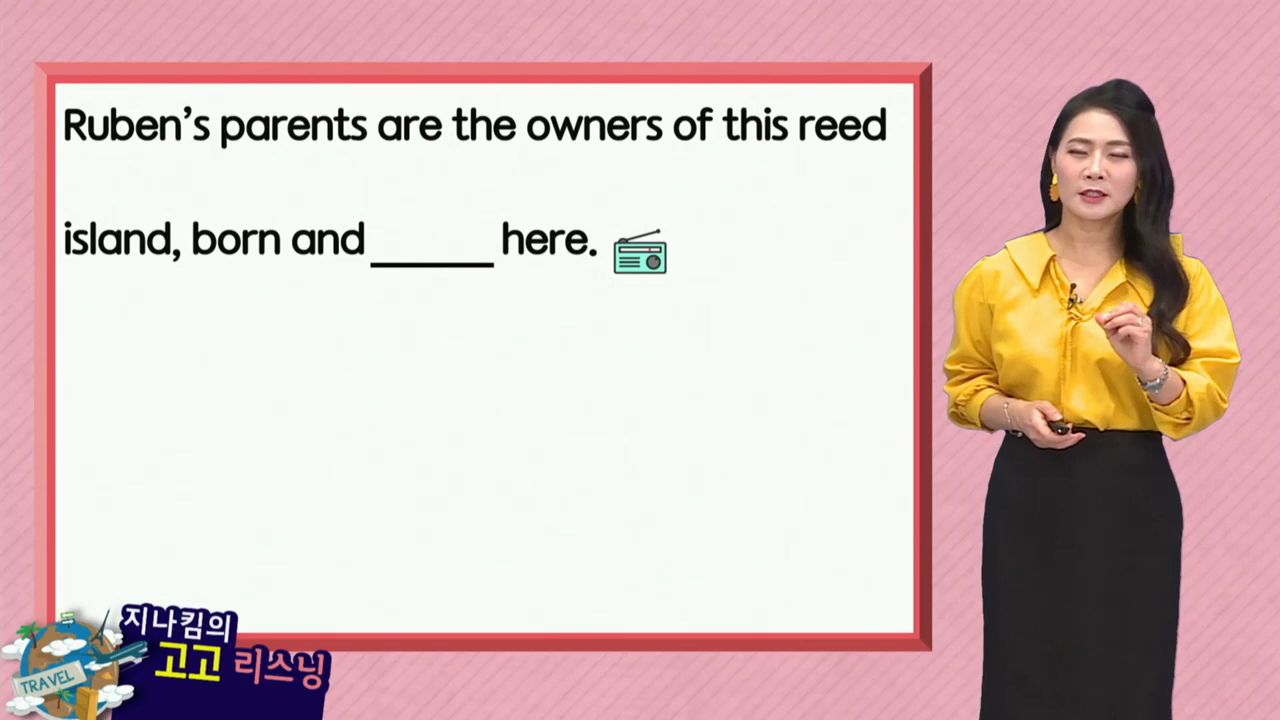 Ruben's parents are the owners of this reed
island, born and _____ here.
지나킴의
고고 리스닝
TRAVEL